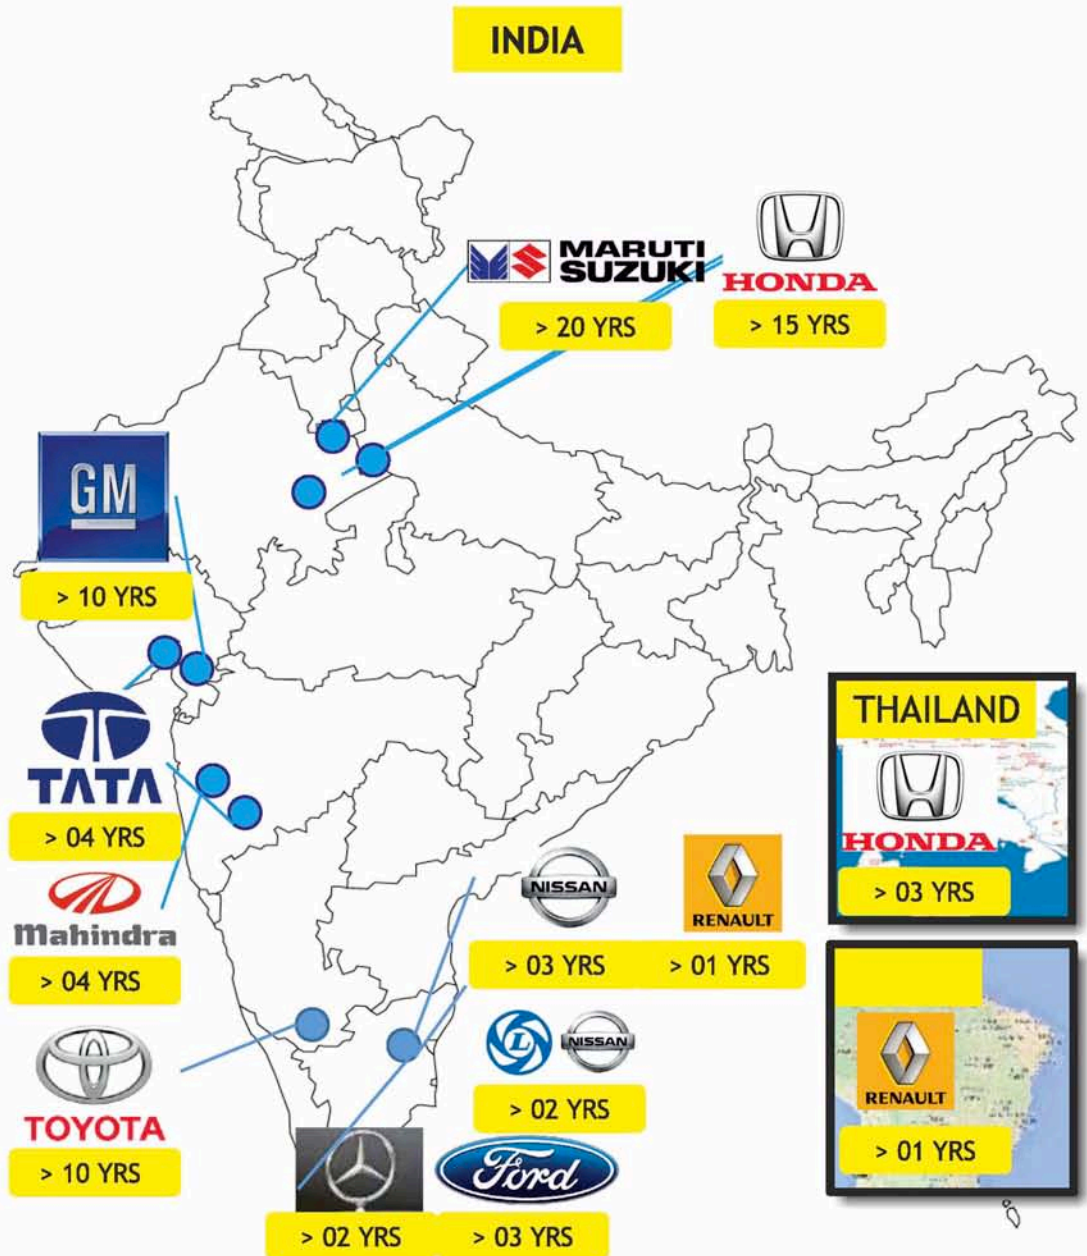 INDIA
MARUTI
SUZUKI
> 20 YRS
HONDA
> 15 YRS
GM
> 10 YRS
TATA
> 04 YRS
Mahindra
> 04 YRS
TOYOTA
> 10 YRS
NISSAN
> 03 YRS
RENAULT
> 01 YRS
L
NISSAN
> 02 YRS
> 02 YRS
Ford
> 03 YRS
THAILAND
HONDA
> 03 YRS
RENAULT
> 01 YRS